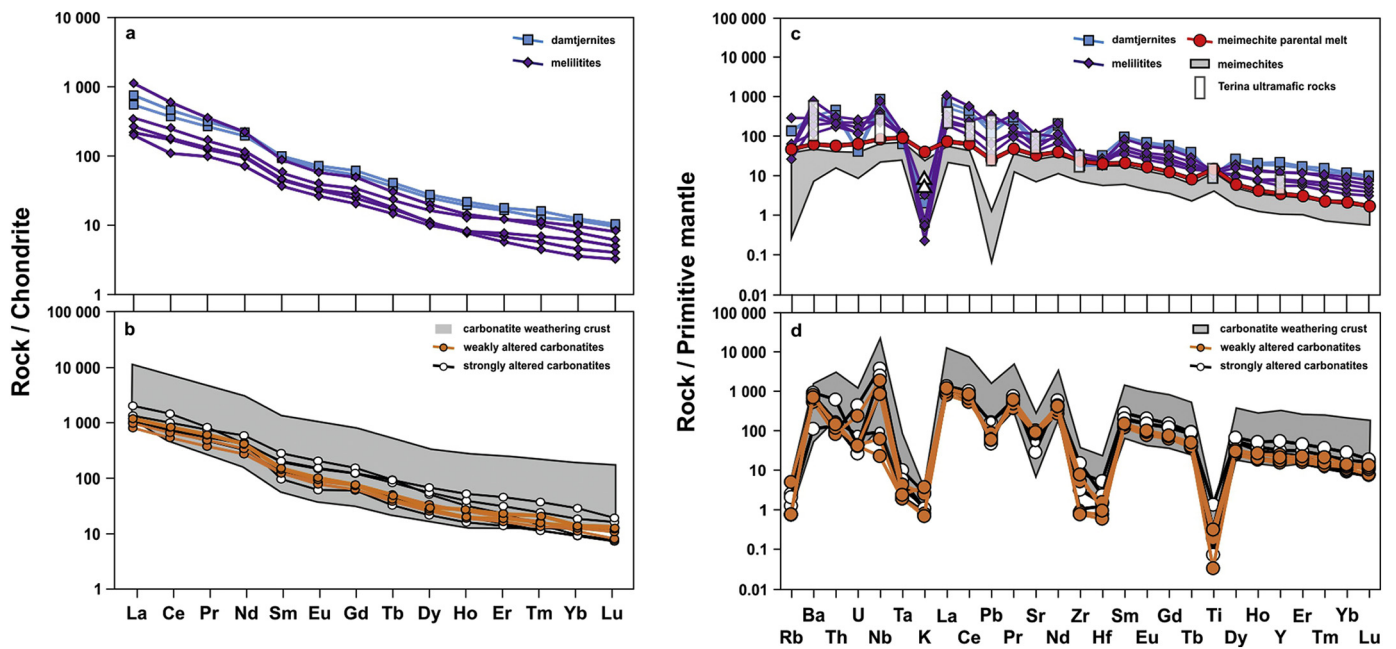 Rock / Chondrite
10 000
1 000
100
10
1
a
damtjernites
melilitites
100 000
10 000
1 000
100
10
1
b
carbonatite weathering crust
weakly altered carbonatites
strongly altered carbonatites
La Ce Pr Nd Sm Eu Gd Tb Dy Ho Er Tm Yb Lu
Rock / Primitive mantle
100 000
10 000
1 000
100
10
1
0.1
0.01
c
damtjernites
melilitites
meimechite parental melt
meimechites
Terina ultramafic rocks
100 000
10 000
1 000
100
10
1
0.1
0.01
d
carbonatite weathering crust
weakly altered carbonatites
strongly altered carbonatites
Ba U Ta La Pb Sr Zr Sm Gd Ti Ho Er Yb
Rb Th Nb K Ce Pr Nd Hf Eu Tb Dy Y Tm Lu